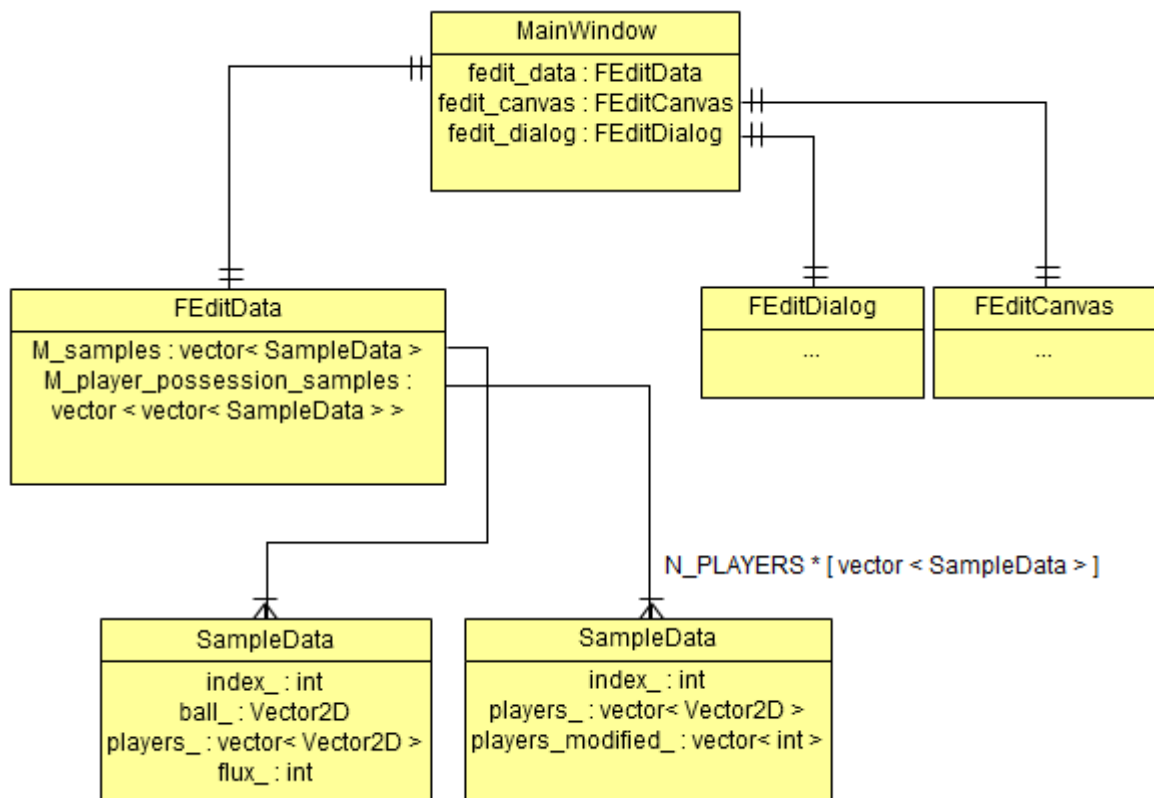 MainWindow
fedit_data : FEditData
fedit_canvas : FEditCanvas
fedit_dialog : FEditDialog
FEditData
M_samples : vector< SampleData >
M_player_possession_samples :
vector < vector< SampleData > >
FEditDialog
...
FEditCanvas
...
N_PLAYERS * [ vector < SampleData > ]
SampleData
index_ : int
ball_ : Vector2D
players_ : vector< Vector2D >
flux_ : int
SampleData
index_ : int
players_ : vector< Vector2D >
players_modified_ : vector< int >